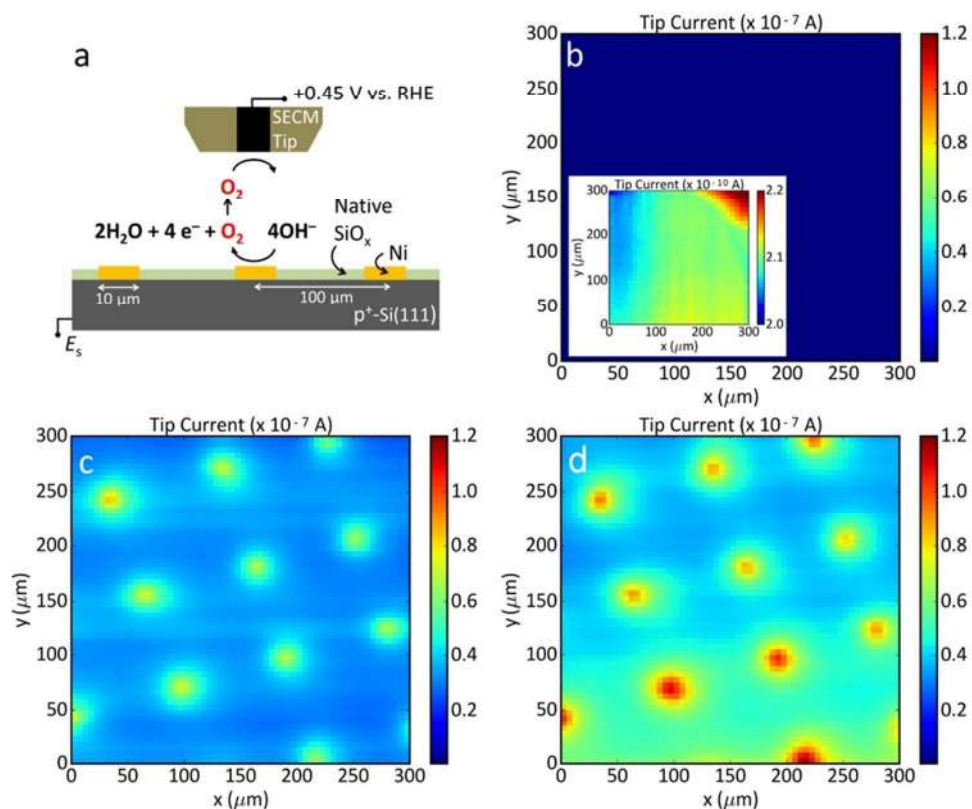 a
+0.45 V vs. RHE
SECM
Tip
O₂
2H₂O + 4 e⁻ + O₂ 4OH⁻
Native
SiOₓ
Ni
10 µm
100 µm
p⁺-Si(111)
Eₛ
b
Tip Current (x 10⁻⁷ A)
300
250
200
150
100
50
0
y (µm)
0 50 100 150 200 250 300
x (µm)
1.2
1.0
0.8
0.6
0.4
0.2
Tip Current (x 10⁻¹⁰ A)
300
200
100
0
y (µm)
0 100 200 300
x (µm)
2.2
2.1
2.0
c
Tip Current (x 10⁻⁷ A)
300
250
200
150
100
50
0
y (µm)
0 50 100 150 200 250 300
x (µm)
1.2
1.0
0.8
0.6
0.4
0.2
d
Tip Current (x 10⁻⁷ A)
300
250
200
150
100
50
0
y (µm)
0 50 100 150 200 250 300
x (µm)
1.2
1.0
0.8
0.6
0.4
0.2